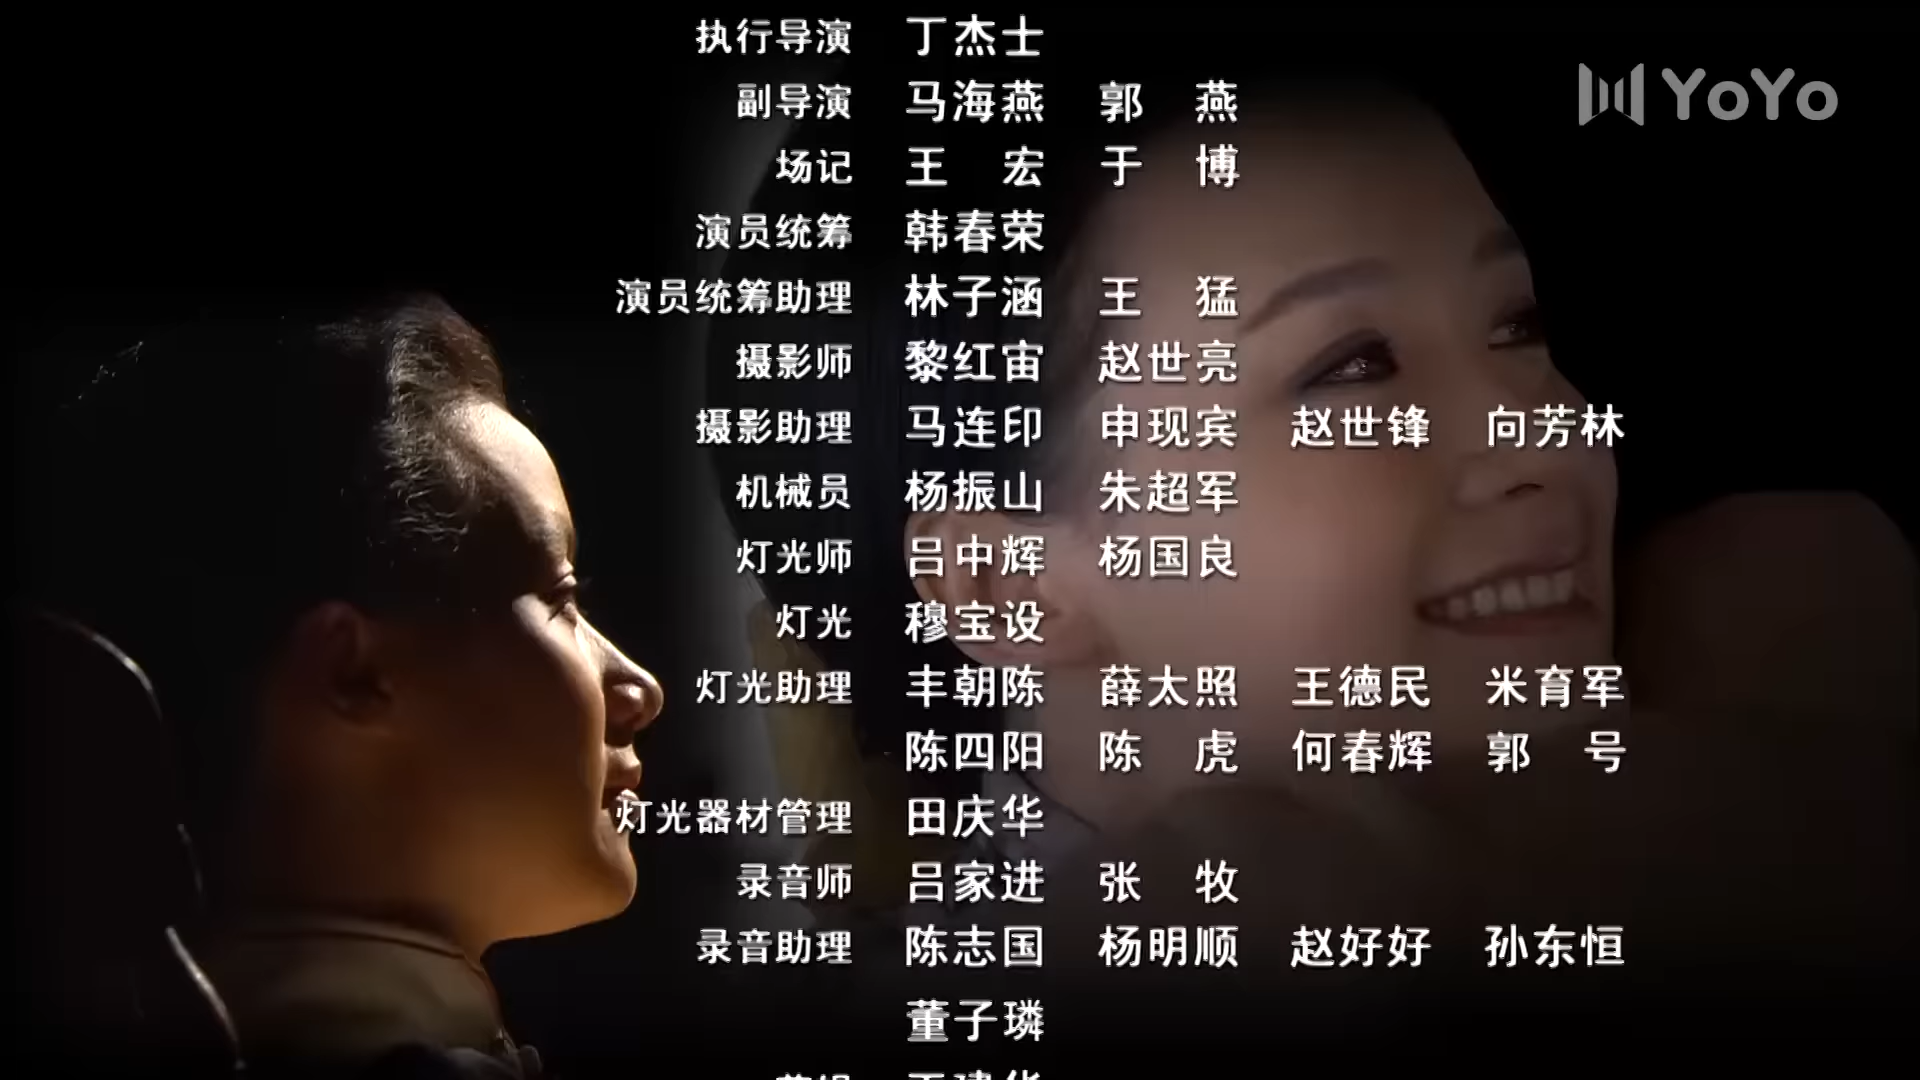 执行导演 丁杰士
YoYo
副导演 马海燕 郭 燕
场记 王 宏 于 博
演员统筹 韩春荣
演员统筹助理 林子涵 王 猛
摄影师 黎红宙 赵世亮
摄影助理 马连印 申现宾 赵世锋 向芳林
机械员 杨振山 朱超军
灯光师 吕中辉 杨国良
灯光 穆宝设
灯光助理 丰朝陈 薛太照 王德民 米育军
陈四阳 陈 虎 何春辉 郭 号
灯光器材管理 田庆华
录音师 吕家进 张 牧
录音助理 陈志国 杨明顺 赵好好 孙东恒
董子璘